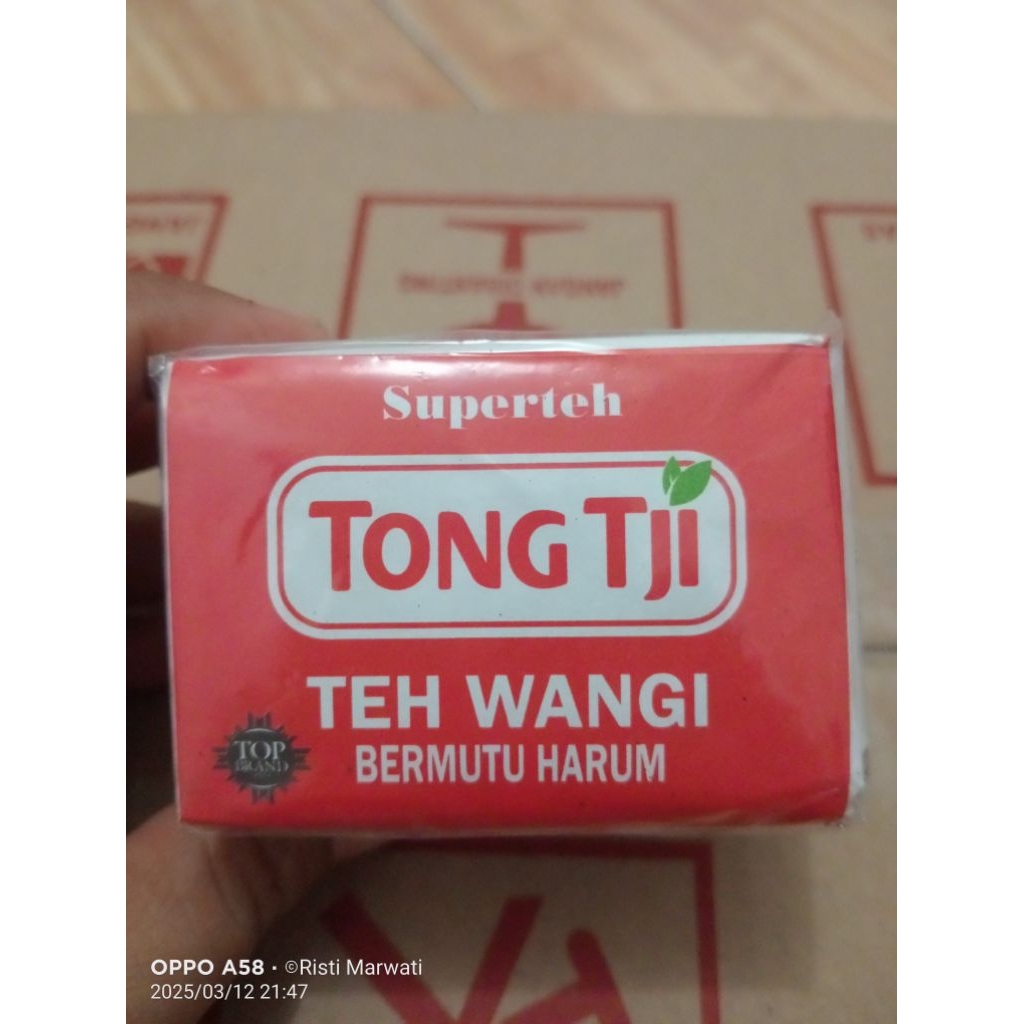 Superteh
TONG TJI
TEH WANGI
BERMUTU HARUM
TOP
BRAND
OPPO A58 · ©Risti Marwati
2025/03/12 21:47